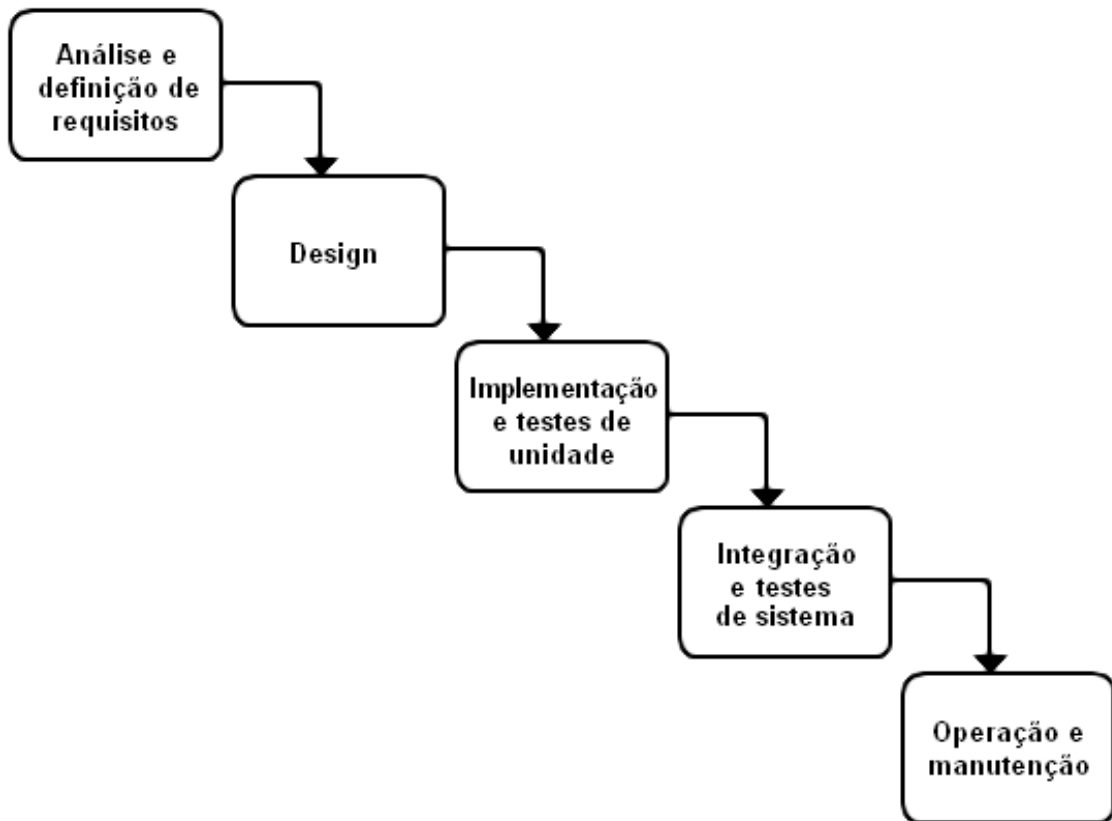 Análise e
definição de
requisitos
Design
Implementação
e testes de
unidade
Integração
e testes
de sistema
Operação e
manutenção